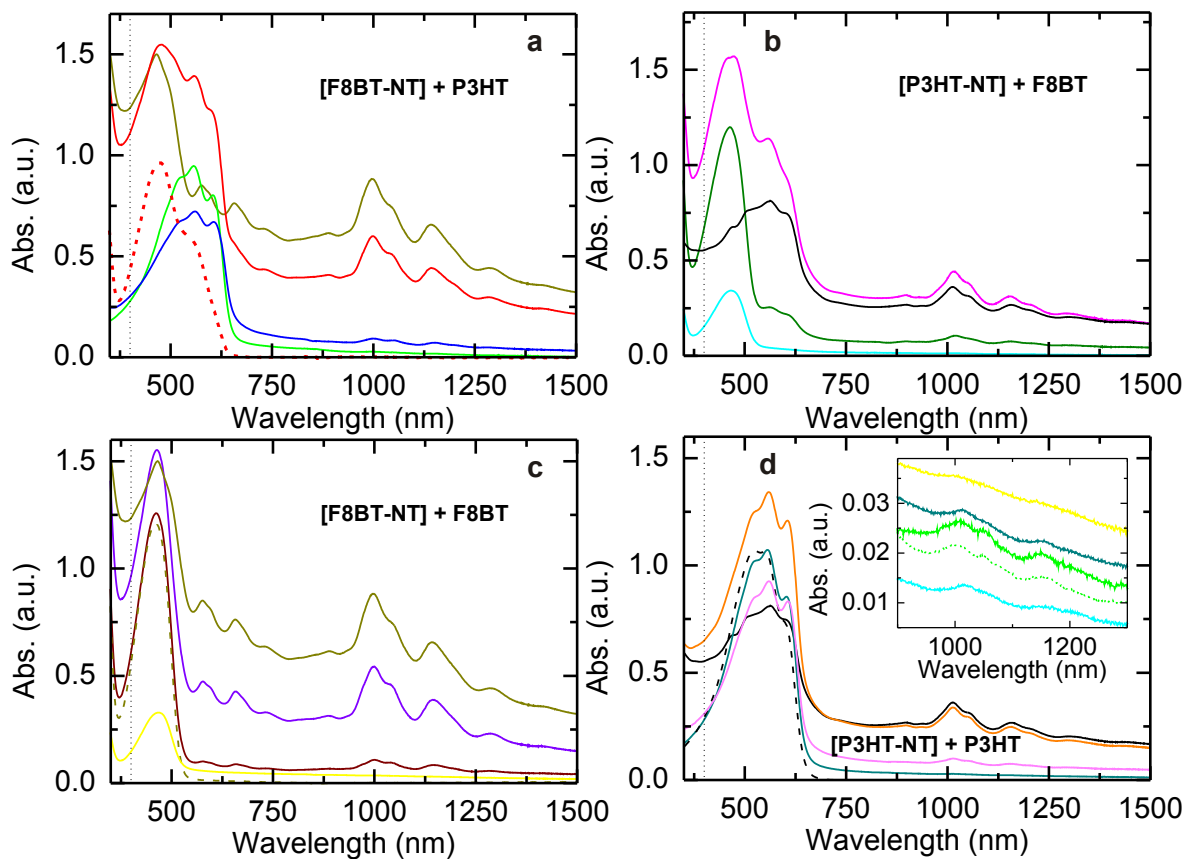 a
[F8BT-NT] + P3HT
1.5
1.0
0.5
0.0
Abs. (a.u.)
500 750 1000 1250 1500
Wavelength (nm)
b
[P3HT-NT] + F8BT
1.5
1.0
0.5
0.0
Abs. (a.u.)
500 750 1000 1250 1500
Wavelength (nm)
c
[F8BT-NT] + F8BT
1.5
1.0
0.5
0.0
Abs. (a.u.)
500 750 1000 1250 1500
Wavelength (nm)
d
[P3HT-NT] + P3HT
1.5
1.0
0.5
0.0
Abs. (a.u.)
500 750 1000 1250 1500
Wavelength (nm)
0.03
0.02
0.01
Abs. (a.u.)
1000 1200
Wavelength (nm)